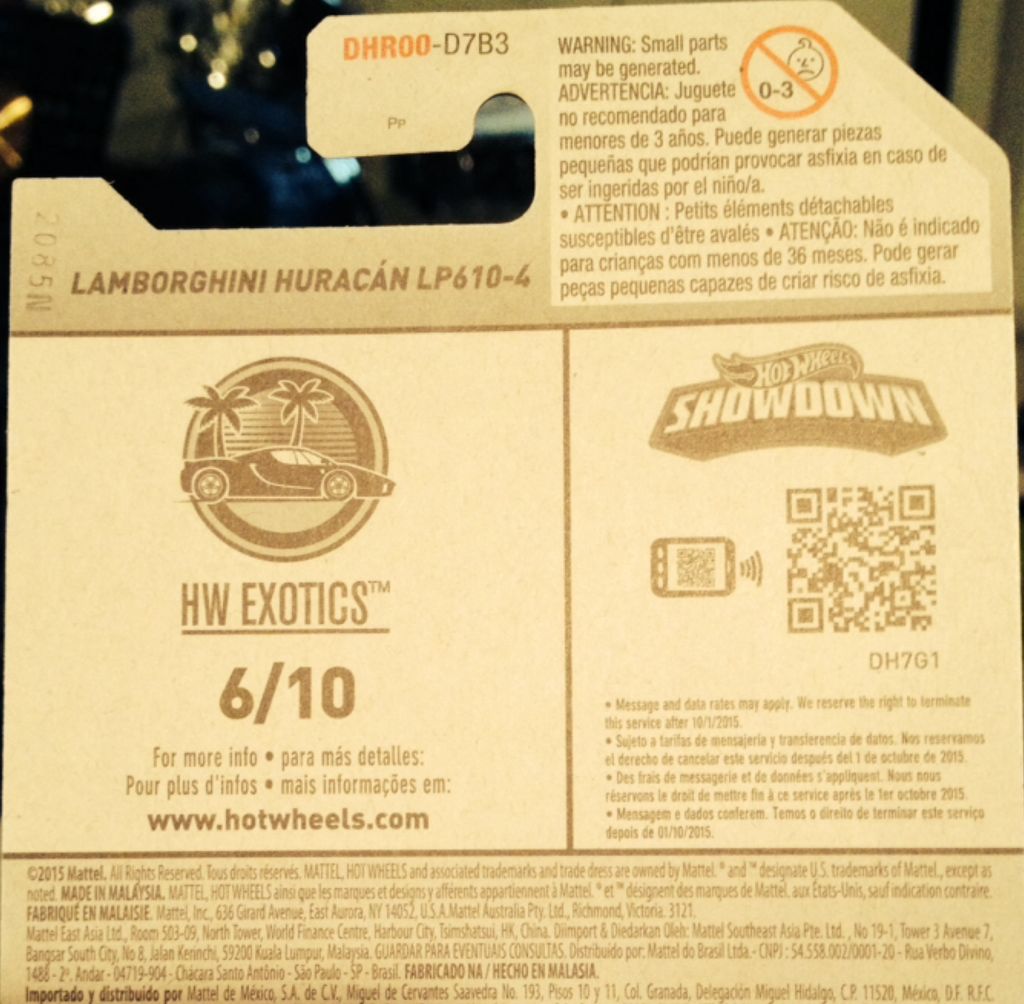 DHR00-D7B3
Pp
WARNING: Small parts
may be generated.
ADVERTENCIA: Juguete
no recomendado para
menores de 3 años. Puede generar piezas
pequeñas que podrían provocar asfixia en caso de
ser ingeridas por el niño/a.
• ATTENTION : Petits éléments détachables
susceptibles d'être avalés • ATENÇÃO: Não é indicado
para crianças com menos de 36 meses. Pode gerar
peças pequenas capazes de criar risco de asfixia.
0-3
2085N
LAMBORGHINI HURACÁN LP610-4
HW EXOTICS™
6/10
For more info • para más detalles:
Pour plus d'infos • mais informações em:
www.hotwheels.com
HOT WHEELS
SHOWDOWN™
DH7G1
• Message and data rates may apply. We reserve the right to terminate
this service after 10/1/2015.
• Sujeto a tarifas de mensajería y transferencia de datos. Nos reservamos
el derecho de cancelar este servicio después del 1 de octubre de 2015.
• Des frais de messagerie et de données s'appliquent. Nous nous
réservons le droit de mettre fin à ce service après le 1er octobre 2015.
• Mensagem e dados conferem. Temos o direito de terminar este serviço
depois de 01/10/2015.
©2015 Mattel. All Rights Reserved. Tous droits réservés. MATTEL, HOT WHEELS and associated trademarks and trade dress are owned by Mattel. ® and ™ designate U.S. trademarks of Mattel., except as
noted. MADE IN MALAYSIA. MATTEL, HOT WHEELS ainsi que les marques et designs y afférents appartiennent à Mattel. ® et ™ désignent des marques de Mattel. aux États-Unis, sauf indication contraire.
FABRIQUÉ EN MALAISIE. Mattel, Inc., 636 Girard Avenue, East Aurora, NY 14052, U.S.A.Mattel Australia Pty. Ltd., Richmond, Victoria. 3121.
Mattel East Asia Ltd., Room 503-09, North Tower, World Finance Centre, Harbour City, Tsimshatsui, HK, China. Diimport & Diedarkan Oleh: Mattel Southeast Asia Pte. Ltd. , No 19-1, Tower 3 Avenue 7,
Bangsar South City, No 8, Jalan Kerinchi, 59200 Kuala Lumpur, Malaysia. GUARDAR PARA EVENTUAIS CONSULTAS. Distribuido por: Mattel do Brasil Ltda.- CNPJ : 54.558.002/0001-20 - Rua Verbo Divino,
1488 - 2º. Andar - 04719-904 - Chácara Santo Antônio - São Paulo - SP - Brasil. FABRICADO NA / HECHO EN MALASIA.
Importado y distribuido por Mattel de México, S.A. de C.V., Miguel de Cervantes Saavedra No. 193, Pisos 10 y 11, Col. Granada, Delegación Miguel Hidalgo, C.P. 11520, México, D.F. R.F.C.